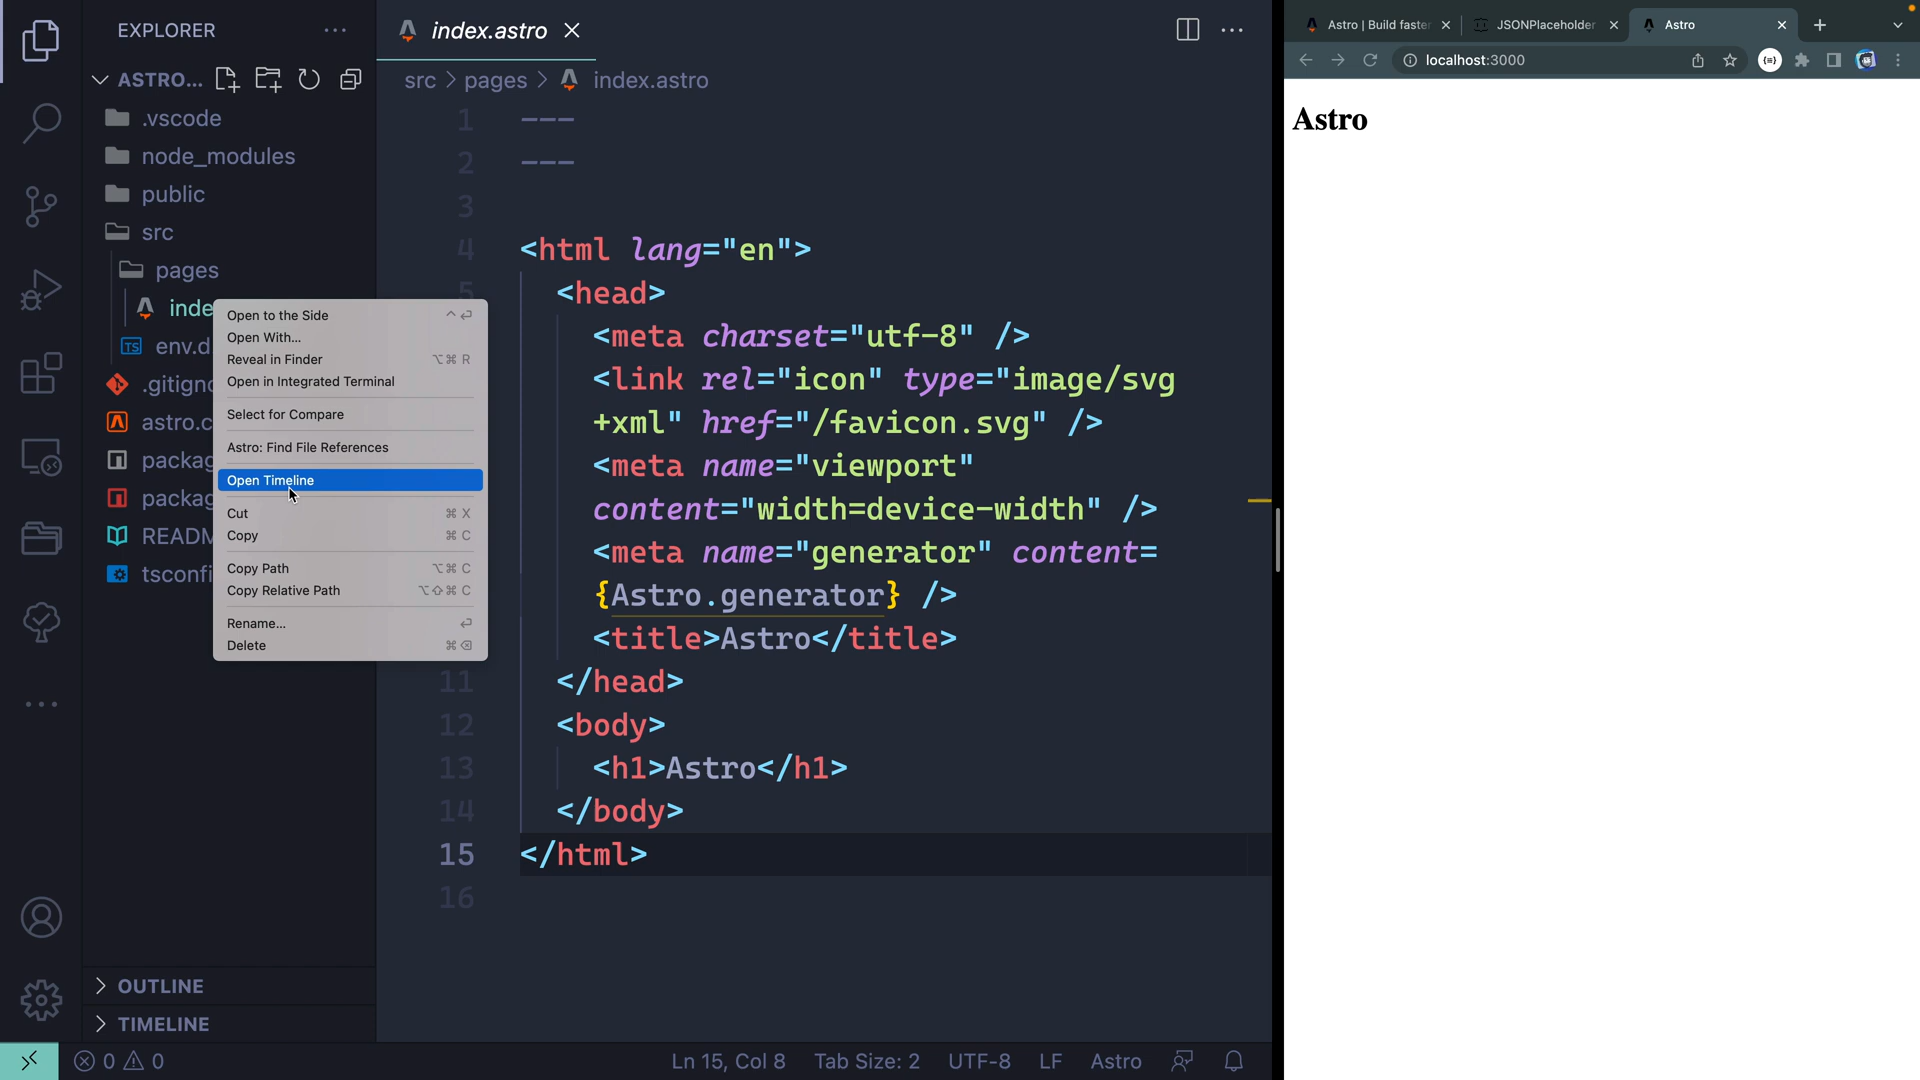 EXPLORER
ASTRO...
.vscode
node_modules
public
src
pages
inde
env.d
.gitigno
astro.c
packag
packag
READM
tsconfi
OUTLINE
TIMELINE
Open to the Side ^ ⏎
Open With...
Reveal in Finder ⌥⌘ R
Open in Integrated Terminal
Select for Compare
Astro: Find File References
Open Timeline
Cut ⌘ X
Copy ⌘ C
Copy Path ⌥⌘ C
Copy Relative Path ⌥⇧⌘ C
Rename... ⏎
Delete ⌘⌫
index.astro
src > pages > index.astro
1 ---
2 ---
3
4 <html lang="en">
5 <head>
<meta charset="utf-8" />
<link rel="icon" type="image/svg
+xml" href="/favicon.svg" />
<meta name="viewport"
content="width=device-width" />
<meta name="generator" content=
{Astro.generator} />
<title>Astro</title>
11 </head>
12 <body>
13 <h1>Astro</h1>
14 </body>
15 </html>
16
0 0
Ln 15, Col 8 Tab Size: 2 UTF-8 LF Astro
Astro | Build faster
JSONPlaceholder
Astro
localhost:3000
Astro